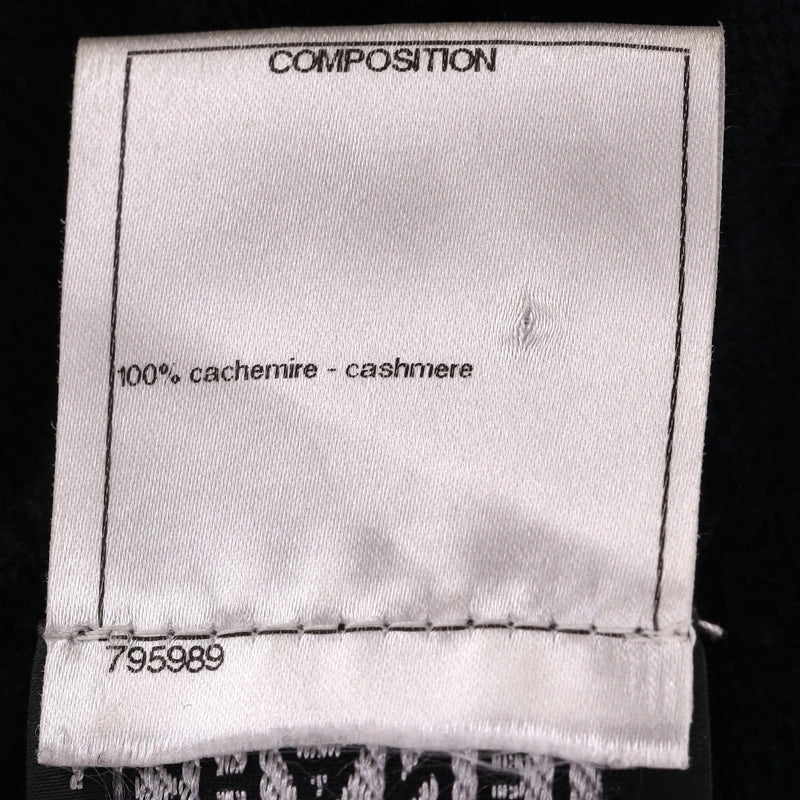 COMPOSITION
100% cachemire - cashmere
795989